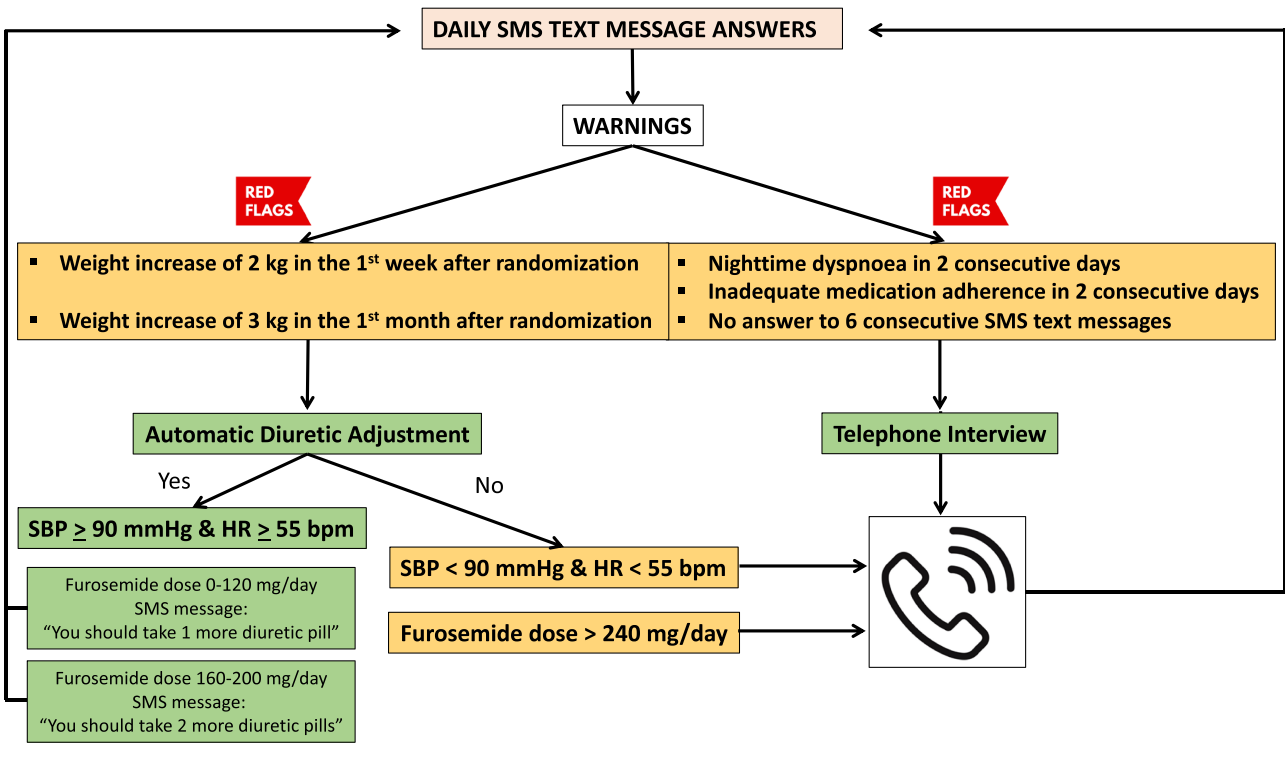 DAILY SMS TEXT MESSAGE ANSWERS
WARNINGS
RED
FLAGS
RED
FLAGS
▪ Weight increase of 2 kg in the 1st week after randomization
▪ Weight increase of 3 kg in the 1st month after randomization
▪ Nighttime dyspnoea in 2 consecutive days
▪ Inadequate medication adherence in 2 consecutive days
▪ No answer to 6 consecutive SMS text messages
Automatic Diuretic Adjustment
Telephone Interview
Yes
No
SBP ≥ 90 mmHg & HR ≥ 55 bpm
SBP < 90 mmHg & HR < 55 bpm
Furosemide dose 0-120 mg/day
SMS message:
“You should take 1 more diuretic pill”
Furosemide dose > 240 mg/day
Furosemide dose 160-200 mg/day
SMS message:
“You should take 2 more diuretic pills”